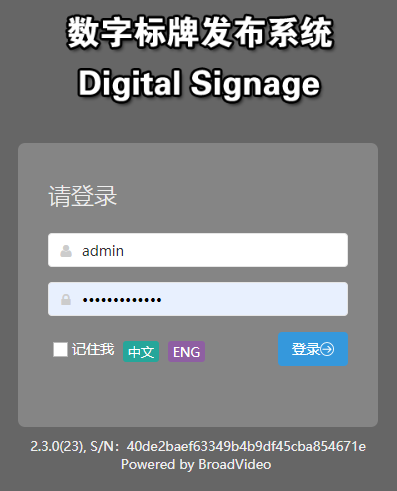 数字标牌发布系统
Digital Signage
请登录
admin
•••••••••••••
记住我 中文 ENG 登录
2.3.0(23), S/N：40de2baef63349b4b9df45cba854671e
Powered by BroadVideo